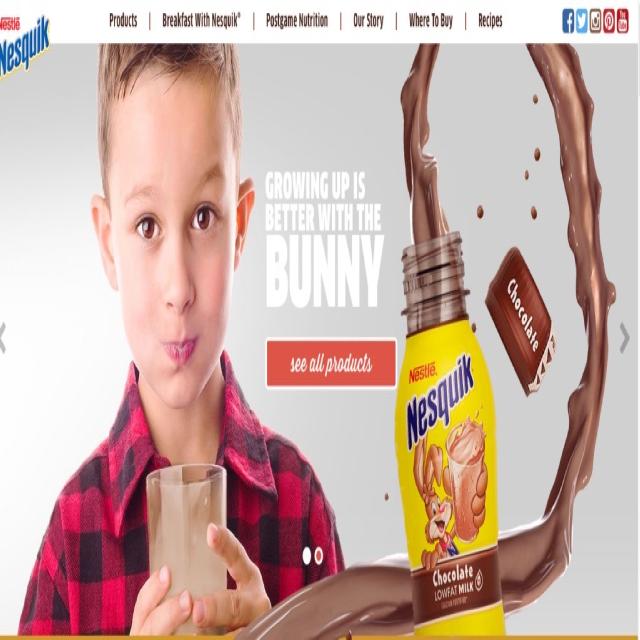 Nestlé
Nesquik
Products | Breakfast With Nesquik® | Postgame Nutrition | Our Story | Where To Buy | Recipes
You
GROWING UP IS
BETTER WITH THE
BUNNY
see all products
Chocolate
Nestlé
Nesquik
Chocolate
LOWFAT MILK